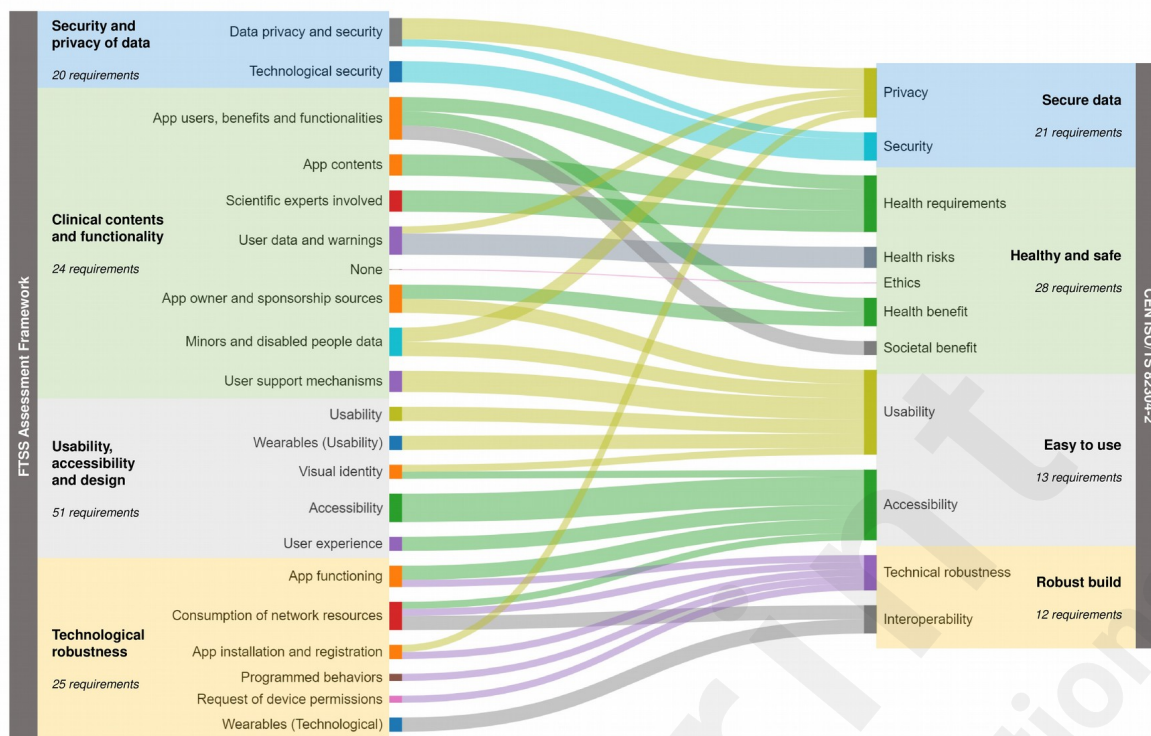 FTSS Assessment Framework
Security and
privacy of data
20 requirements
Clinical contents
and functionality
24 requirements
Usability,
accessibility
and design
51 requirements
Technological
robustness
25 requirements
Data privacy and security
Technological security
App users, benefits and functionalities
App contents
Scientific experts involved
User data and warnings
None
App owner and sponsorship sources
Minors and disabled people data
User support mechanisms
Usability
Wearables (Usability)
Visual identity
Accessibility
User experience
App functioning
Consumption of network resources
App installation and registration
Programmed behaviors
Request of device permissions
Wearables (Technological)
Privacy
Security
Health requirements
Health risks
Ethics
Health benefit
Societal benefit
Usability
Accessibility
Technical robustness
Interoperability
Secure data
21 requirements
Healthy and safe
28 requirements
Easy to use
13 requirements
Robust build
12 requirements
CEN ISO/TS 82304-2